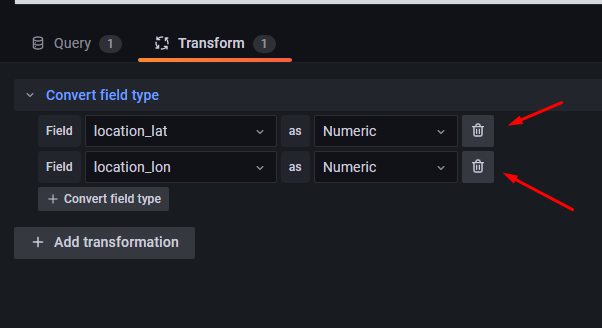 Query 1 Transform 1
Convert field type
Field location_lat as Numeric
Field location_lon as Numeric
+ Convert field type
+ Add transformation